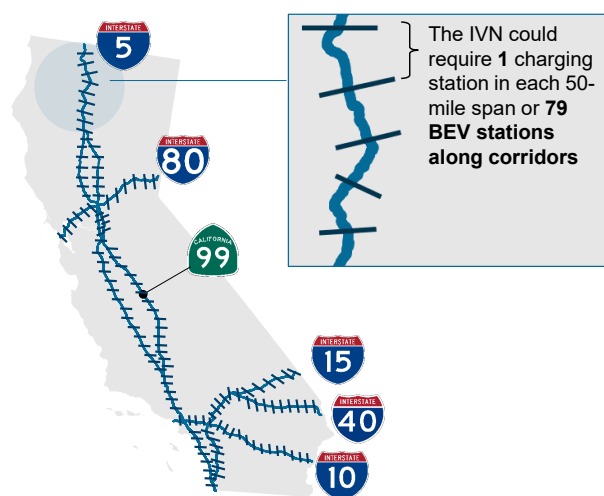 INTERSTATE
5
The IVN could
require 1 charging
station in each 50-
mile span or 79
BEV stations
along corridors
INTERSTATE
80
CALIFORNIA
99
INTERSTATE
15
INTERSTATE
40
INTERSTATE
10